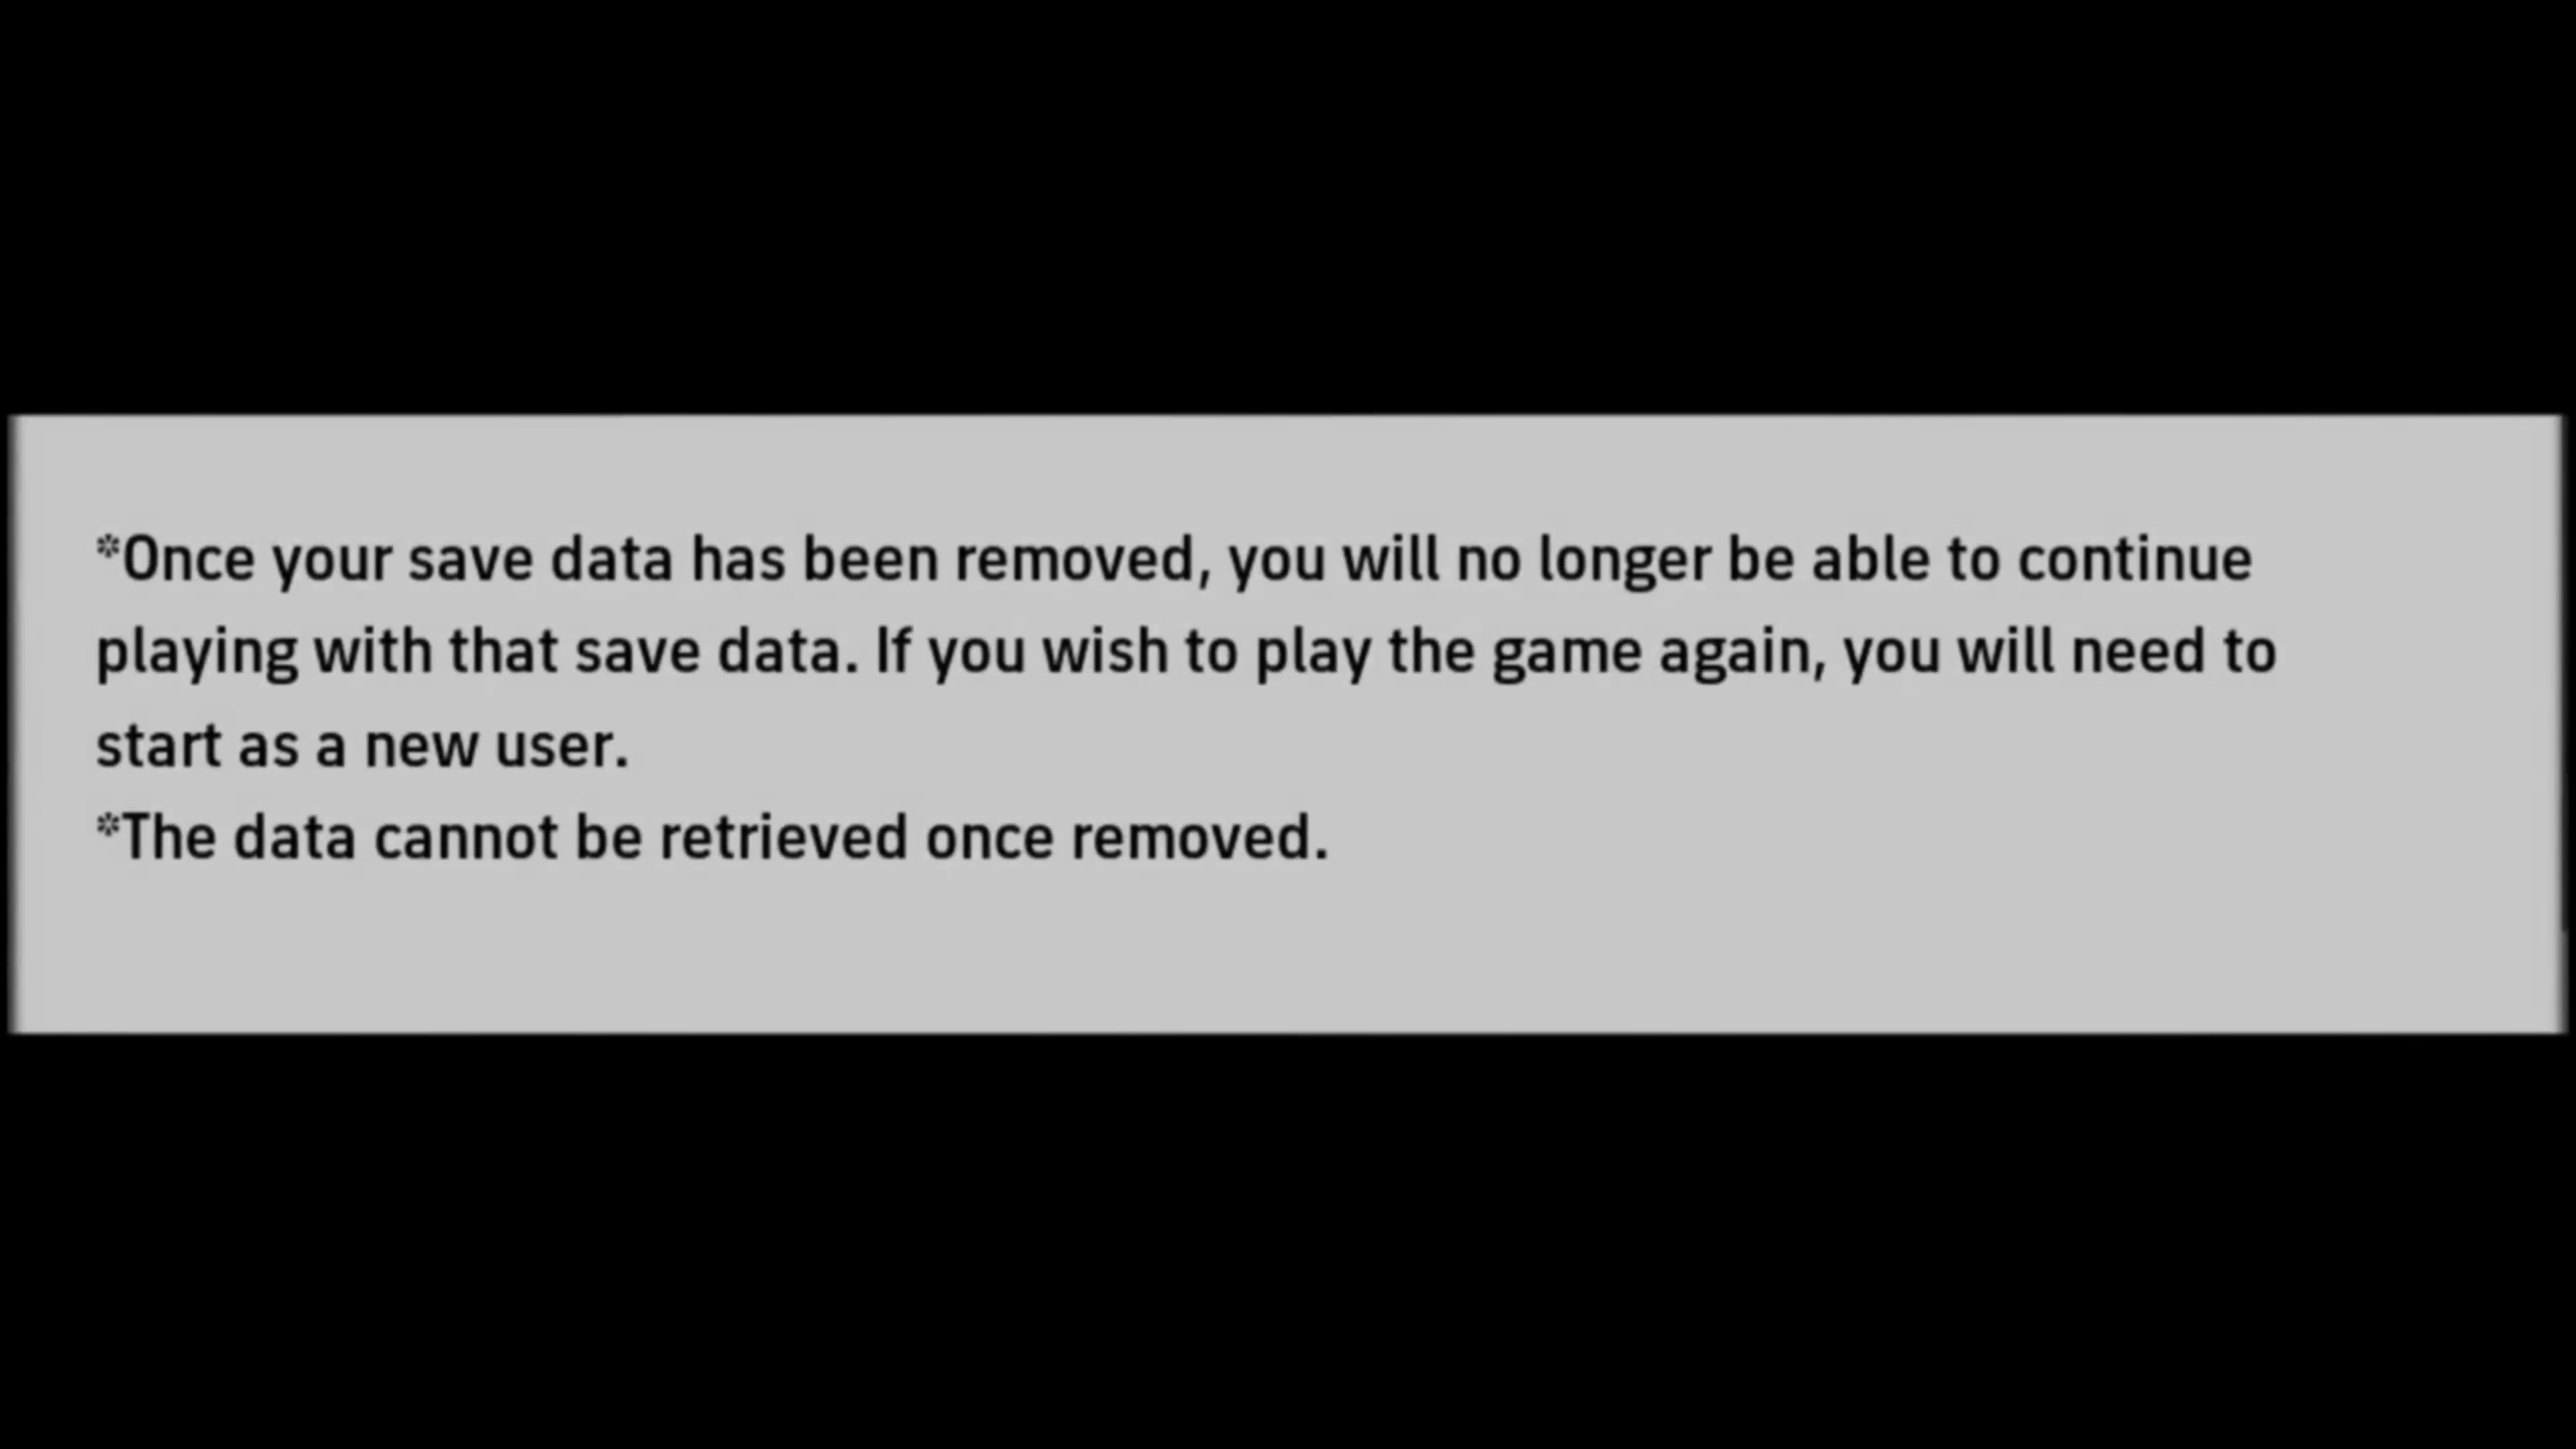 *Once your save data has been removed, you will no longer be able to continue
playing with that save data. If you wish to play the game again, you will need to
start as a new user.
*The data cannot be retrieved once removed.